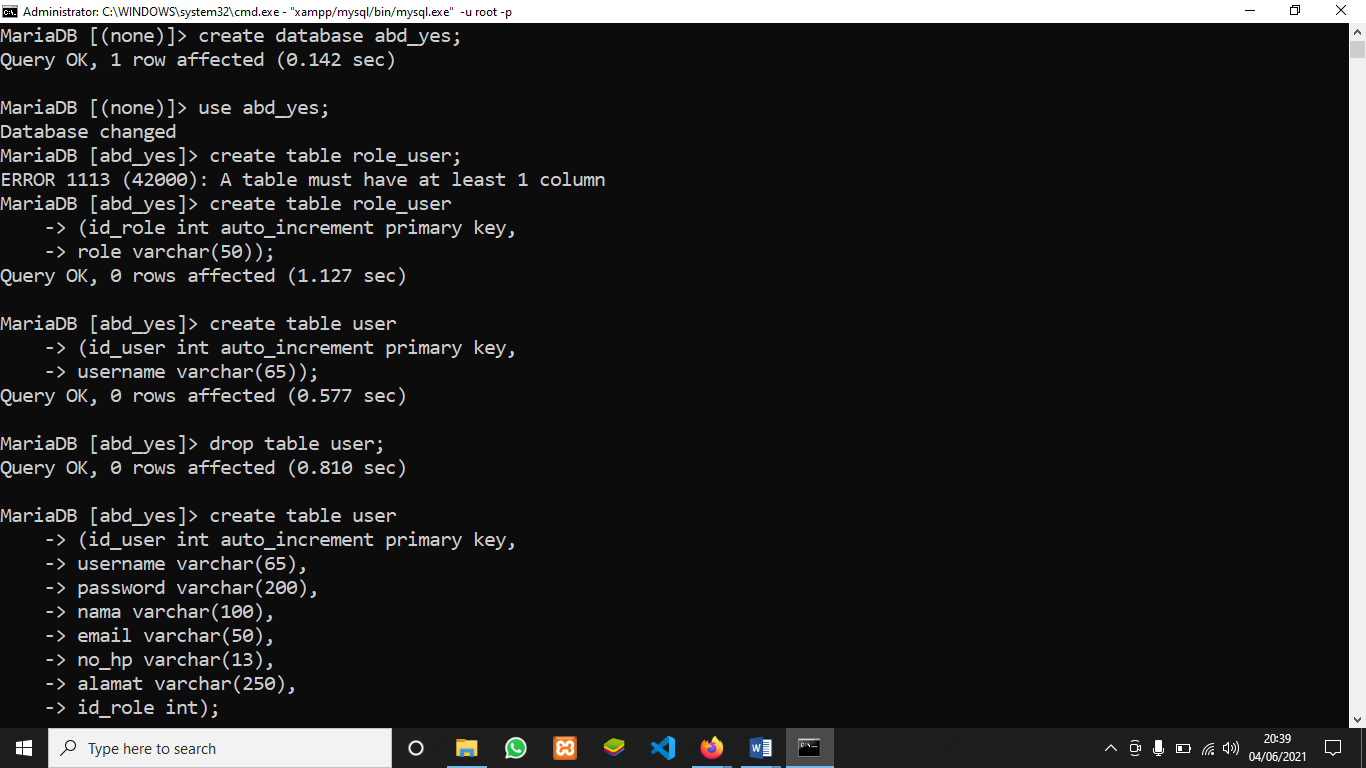 Administrator: C:\WINDOWS\system32\cmd.exe - "xampp/mysql/bin/mysql.exe" -u root -p
MariaDB [(none)]> create database abd_yes;
Query OK, 1 row affected (0.142 sec)
MariaDB [(none)]> use abd_yes;
Database changed
MariaDB [abd_yes]> create table role_user;
ERROR 1113 (42000): A table must have at least 1 column
MariaDB [abd_yes]> create table role_user
-> (id_role int auto_increment primary key,
-> role varchar(50));
Query OK, 0 rows affected (1.127 sec)
MariaDB [abd_yes]> create table user
-> (id_user int auto_increment primary key,
-> username varchar(65));
Query OK, 0 rows affected (0.577 sec)
MariaDB [abd_yes]> drop table user;
Query OK, 0 rows affected (0.810 sec)
MariaDB [abd_yes]> create table user
-> (id_user int auto_increment primary key,
-> username varchar(65),
-> password varchar(200),
-> nama varchar(100),
-> email varchar(50),
-> no_hp varchar(13),
-> alamat varchar(250),
-> id_role int);
Type here to search
20:39
04/06/2021